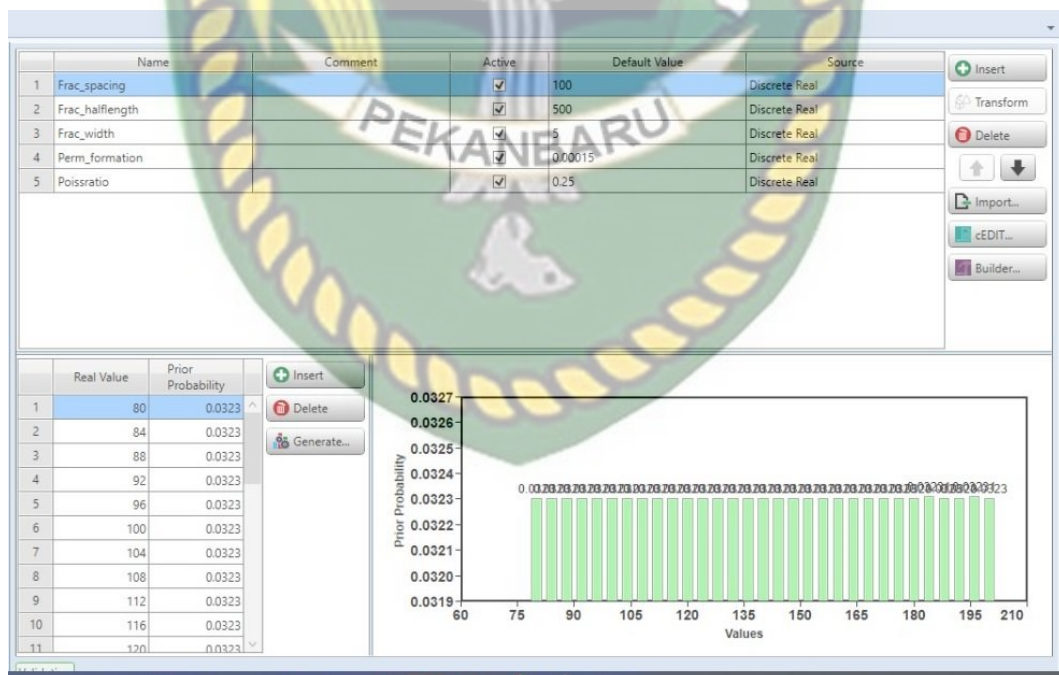 Name Comment Active Default Value Source
1 Frac_spacing 100 Discrete Real
2 Frac_halflength 500 Discrete Real
3 Frac_width 5 Discrete Real
4 Perm_formation 0.00015 Discrete Real
5 Poissratio 0.25 Discrete Real
Insert
Transform
Delete
Import...
cEDIT...
Builder...
PEKANBARU
Real Value Prior Probability
1 80 0.0323
2 84 0.0323
3 88 0.0323
4 92 0.0323
5 96 0.0323
6 100 0.0323
7 104 0.0323
8 108 0.0323
9 112 0.0323
10 116 0.0323
11 120 0.0323
Insert
Delete
Generate...
Prior Probability
0.0327
0.0326
0.0325
0.0324
0.0323
0.0322
0.0321
0.0320
0.0319
60 75 90 105 120 135 150 165 180 195 210
Values